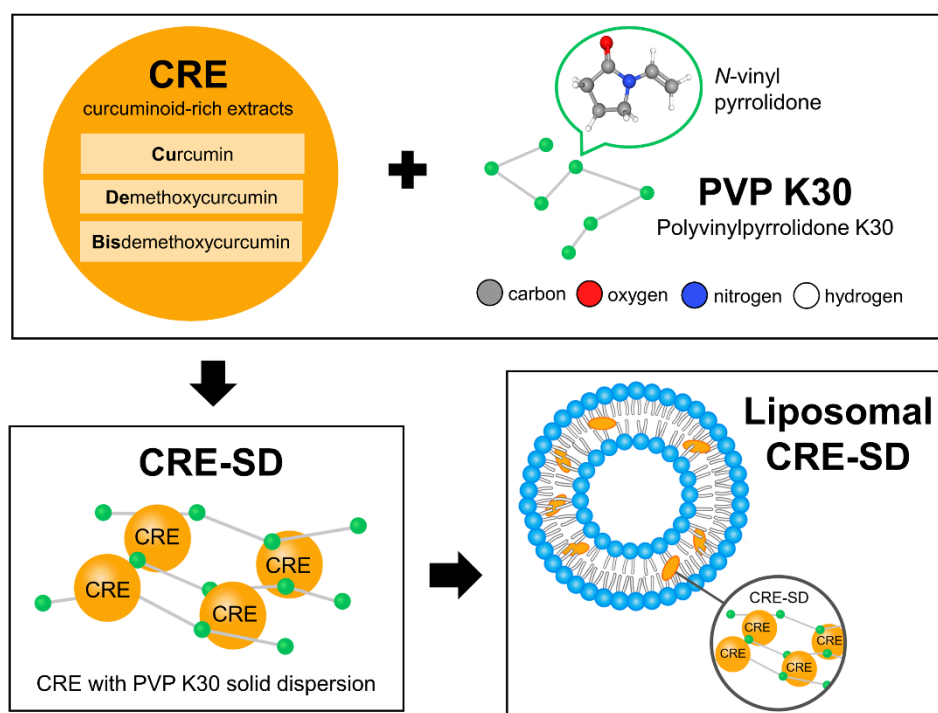 CRE
curcuminoid-rich extracts
Curcumin
Demethoxycurcumin
Bisdemethoxycurcumin
N-vinyl
pyrrolidone
PVP K30
Polyvinylpyrrolidone K30
carbon oxygen nitrogen hydrogen
CRE-SD
CRE
CRE
CRE
CRE
CRE with PVP K30 solid dispersion
Liposomal
CRE-SD
CRE-SD
CRE
CRE
CRE
CRE